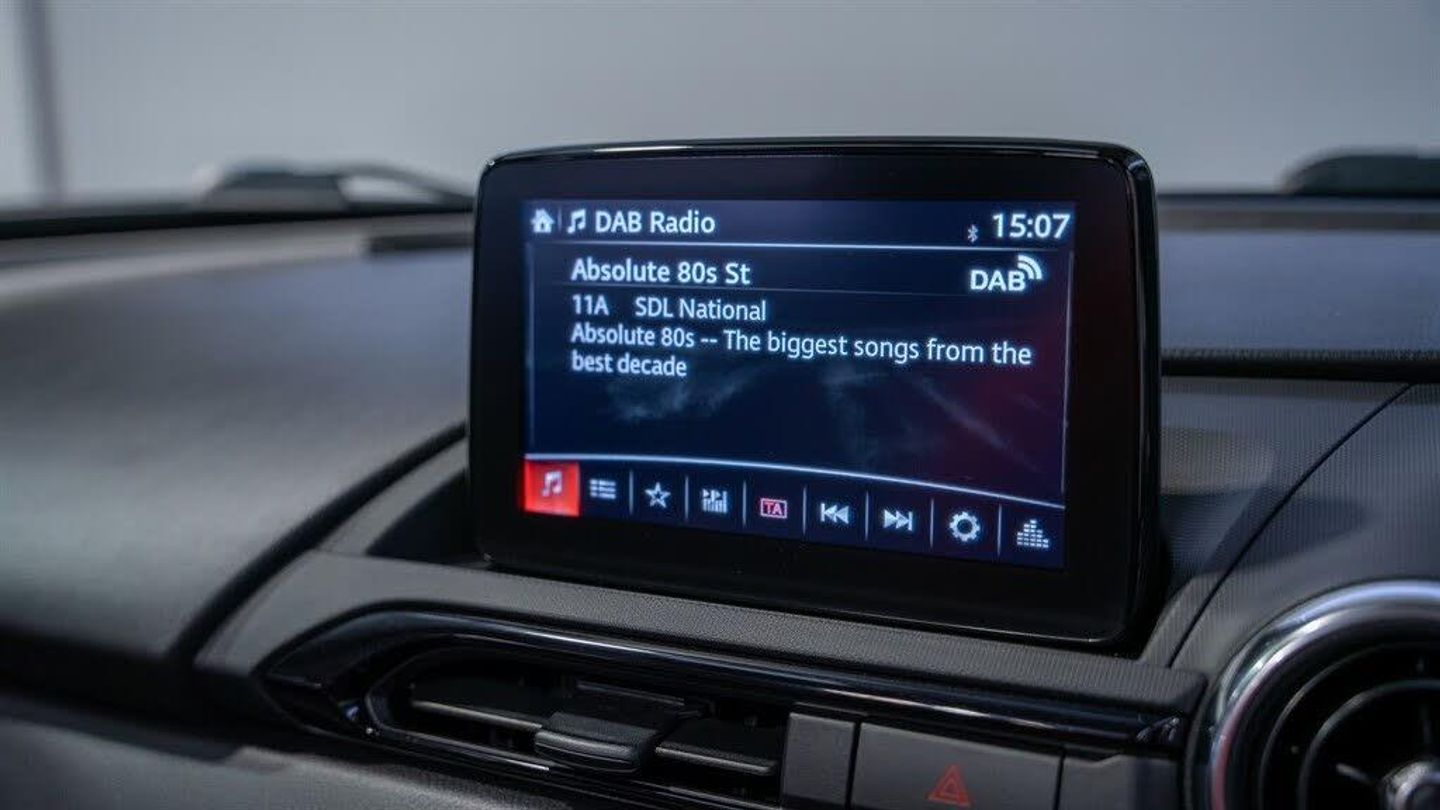 DAB Radio 15:07
Absolute 80s St DAB
11A SDL National
Absolute 80s -- The biggest songs from the
best decade
TA